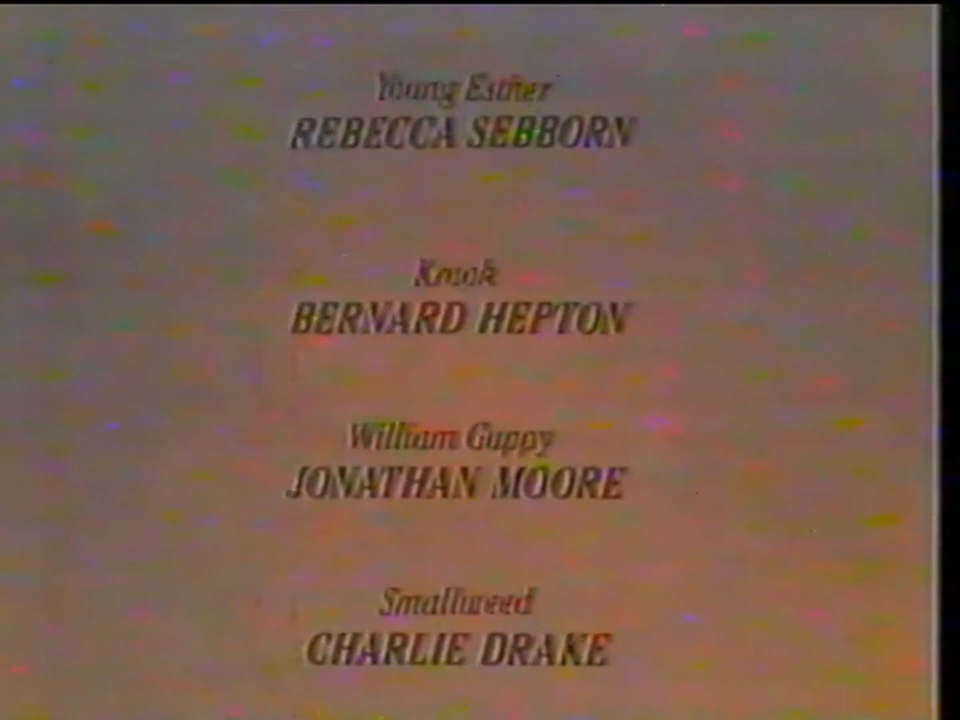 Young Esther
REBECCA SEBBORN
Krook
BERNARD HEPTON
William Guppy
JONATHAN MOORE
Smallweed
CHARLIE DRAKE